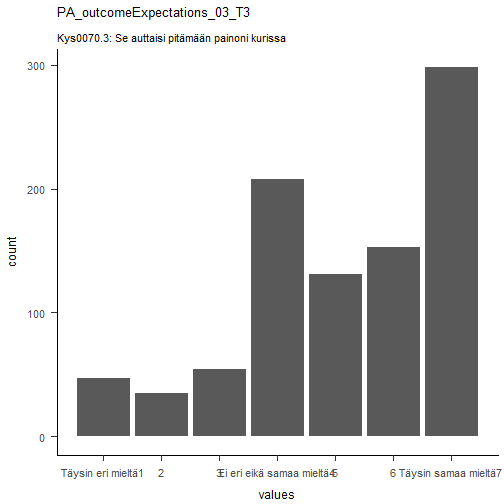 PA_outcomeExpectations_03_T3
Kys0070.3: Se auttaisi pitämään painoni kurissa
300
200
100
0
count
Täysin eri mieltä1 2 3 Ei eri eikä samaa mieltä4 5 6 Täysin samaa mieltä7
values